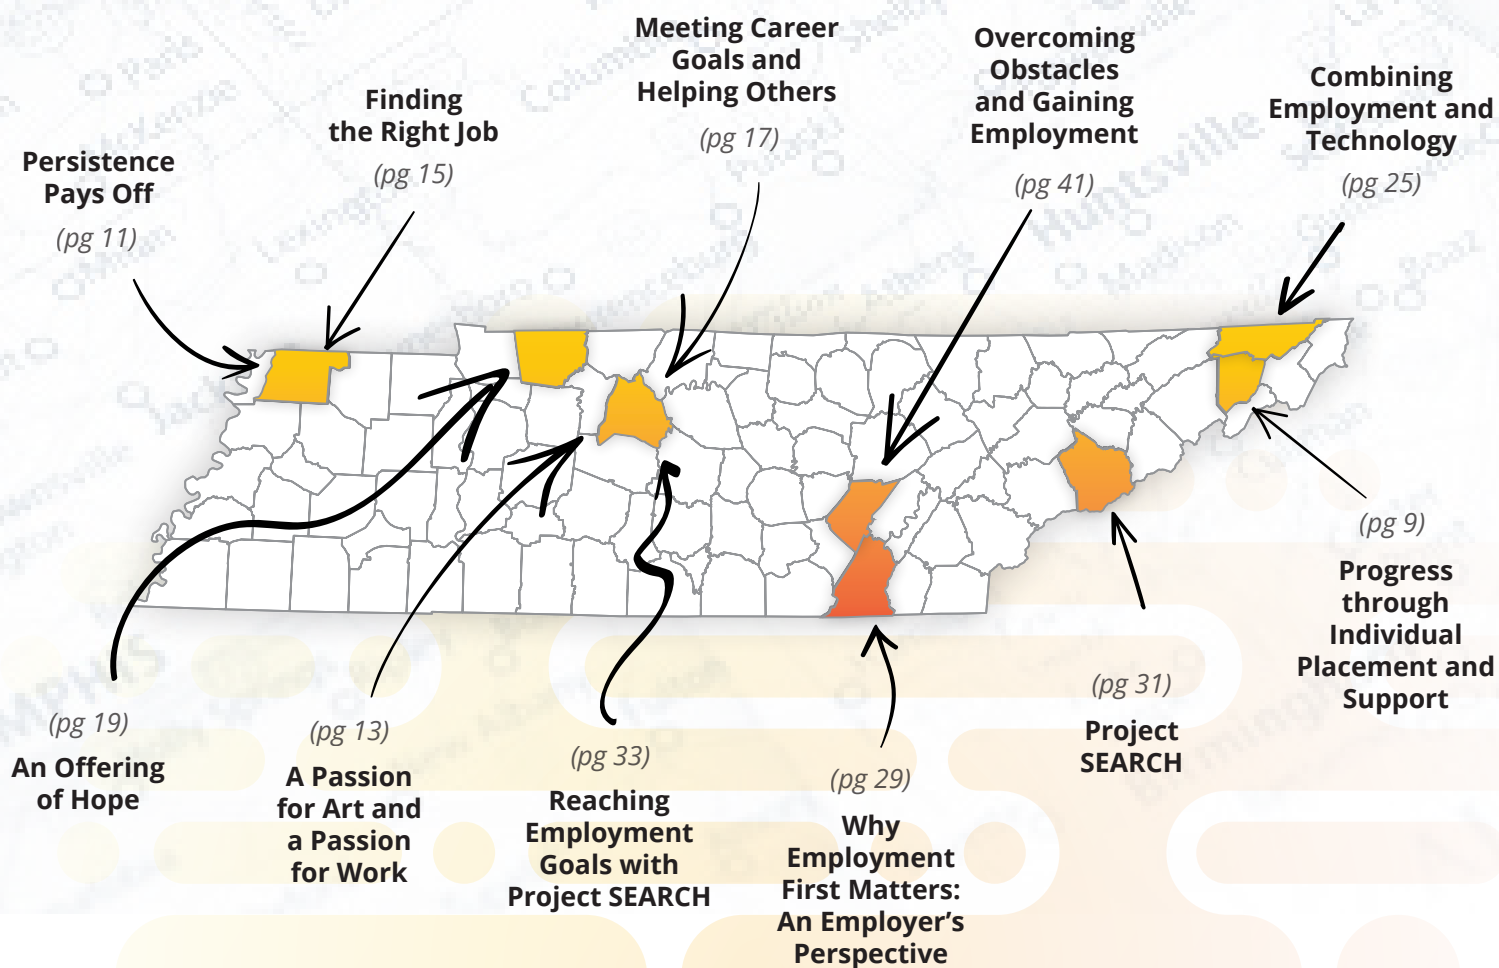 Persistence
Pays Off
(pg 11)
Finding
the Right Job
(pg 15)
Meeting Career
Goals and
Helping Others
(pg 17)
Overcoming
Obstacles
and Gaining
Employment
(pg 41)
Combining
Employment and
Technology
(pg 25)
(pg 19)
An Offering
of Hope
(pg 13)
A Passion
for Art and
a Passion
for Work
(pg 33)
Reaching
Employment
Goals with
Project SEARCH
(pg 29)
Why
Employment
First Matters:
An Employer’s
Perspective
(pg 31)
Project
SEARCH
(pg 9)
Progress
through
Individual
Placement and
Support
Huntsville